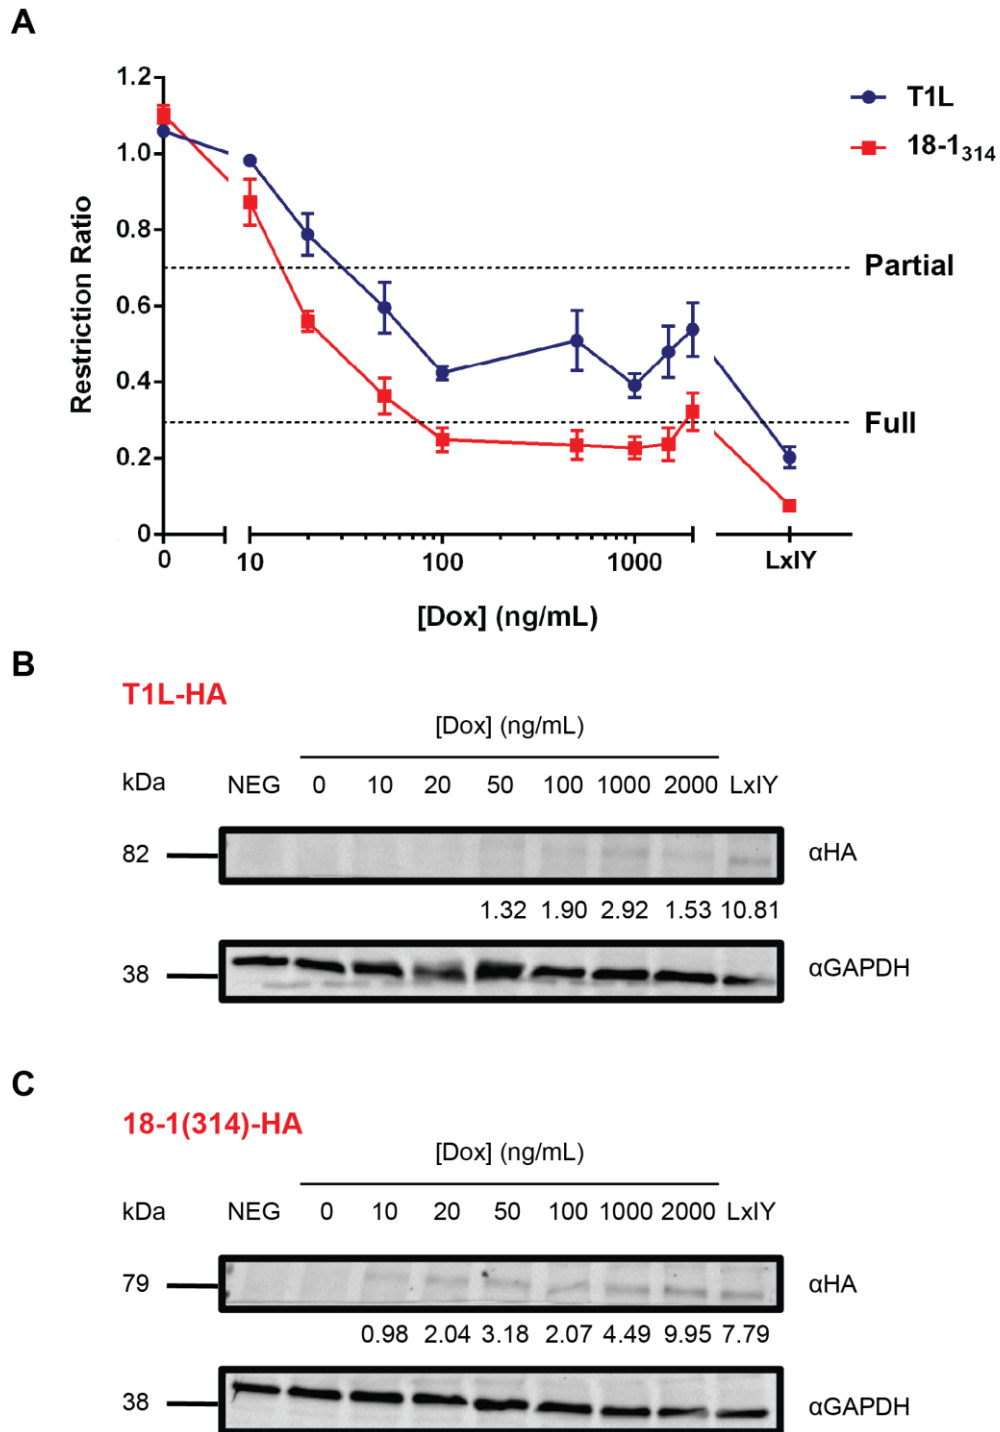 A
1.2
1.0
0.8
0.6
0.4
0.2
0
Restriction Ratio
T1L
18-1₃₁₄
Partial
Full
0 10 100 1000 LxIY
[Dox] (ng/mL)
B
T1L-HA
[Dox] (ng/mL)
kDa NEG 0 10 20 50 100 1000 2000 LxIY
82 αHA
1.32 1.90 2.92 1.53 10.81
38 αGAPDH
C
18-1(314)-HA
[Dox] (ng/mL)
kDa NEG 0 10 20 50 100 1000 2000 LxIY
79 αHA
0.98 2.04 3.18 2.07 4.49 9.95 7.79
38 αGAPDH